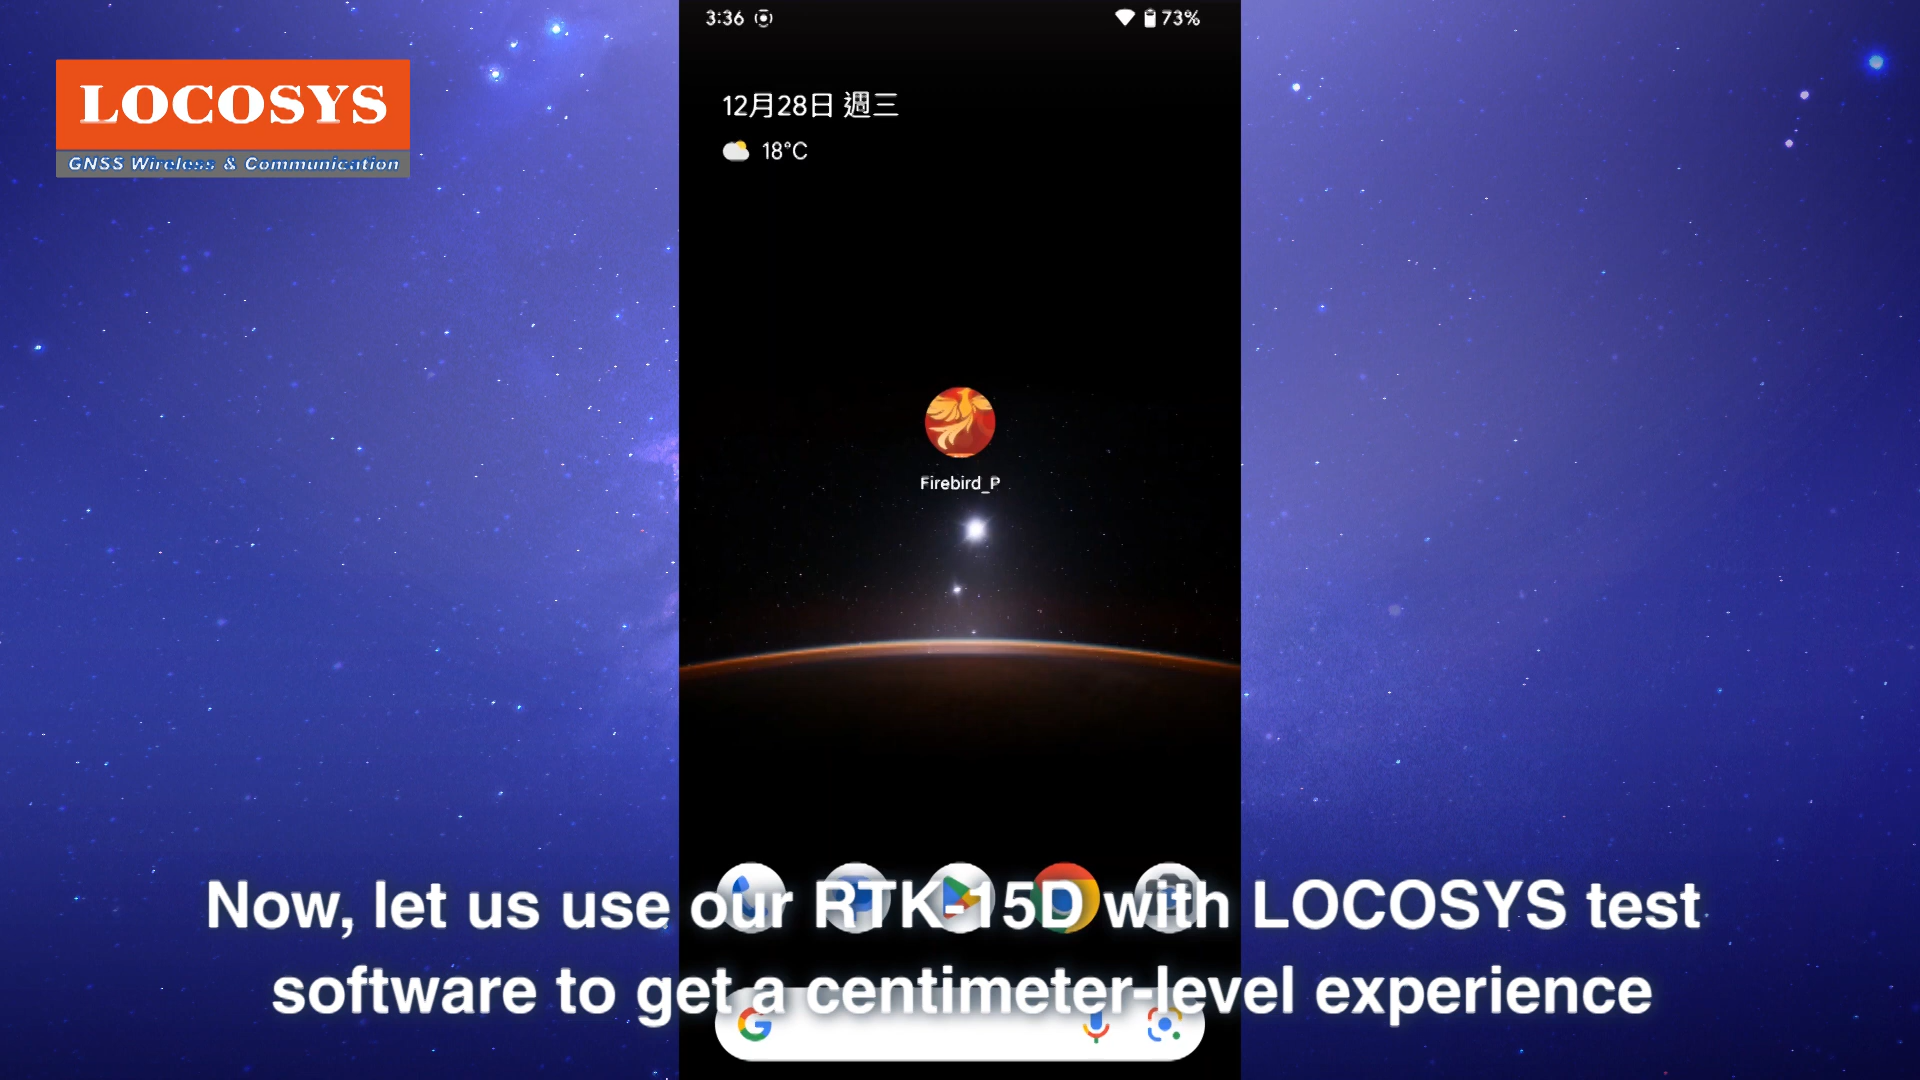 3:36
73%
LOCOSYS
GNSS Wireless & Communication
12月28日 週三
18°C
Firebird_P
Now, let us use our RTK-15D with LOCOSYS test
software to get a centimeter-level experience